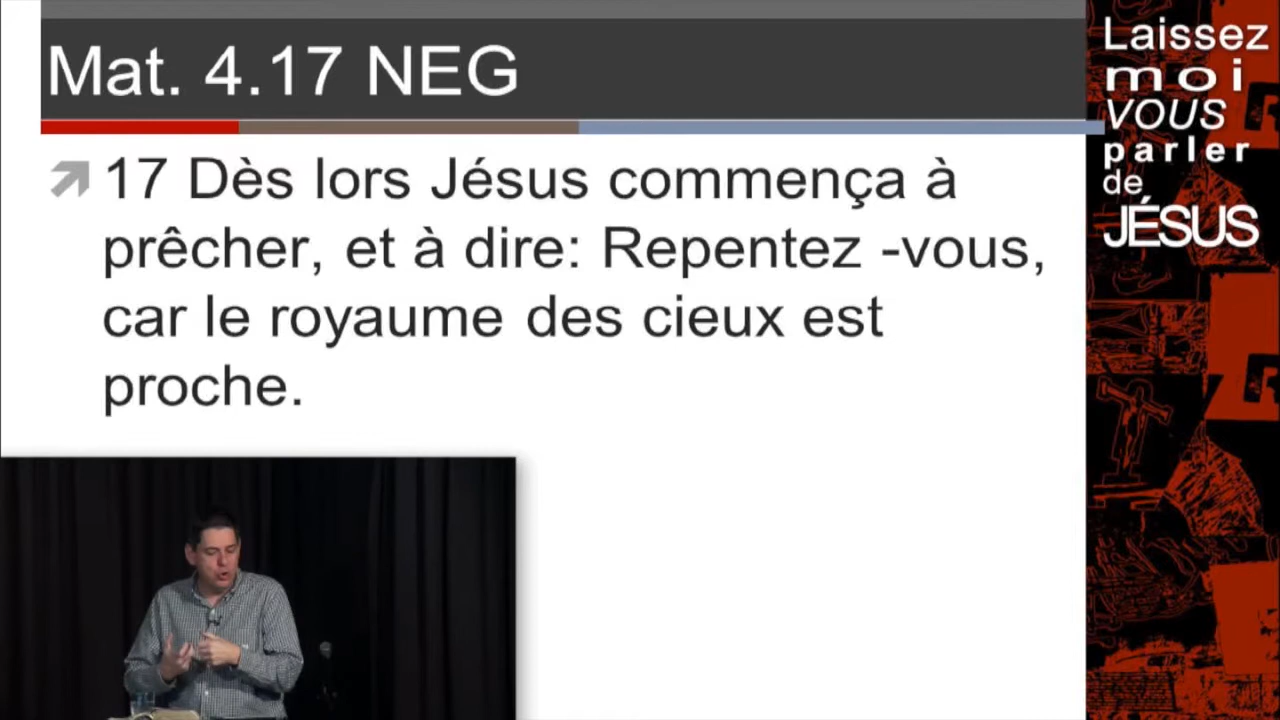 Mat. 4.17 NEG
17 Dès lors Jésus commença à
prêcher, et à dire: Repentez -vous,
car le royaume des cieux est
proche.
Laissez
moi
VOUS
parler
de
JÉSUS